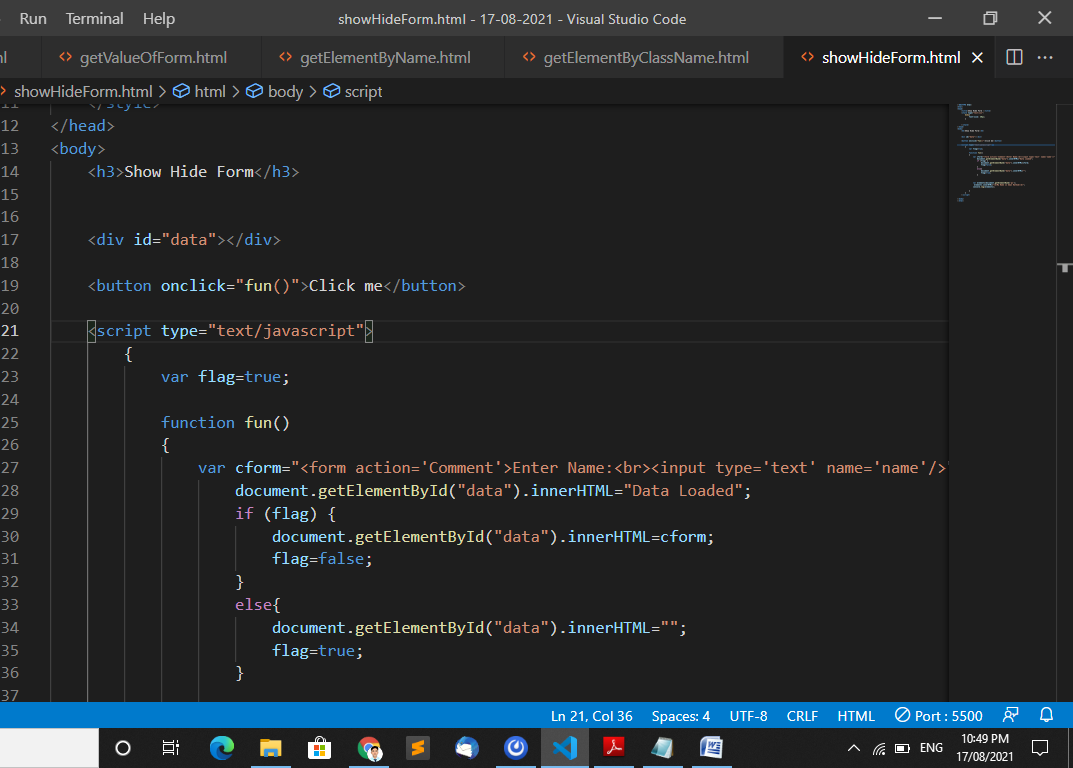 Run Terminal Help showHideForm.html - 17-08-2021 - Visual Studio Code
getValueOfForm.html getElementByName.html getElementByClassName.html showHideForm.html
showHideForm.html > html > body > script
11 </style>
12 </head>
13 <body>
14 <h3>Show Hide Form</h3>
15
16
17 <div id="data"></div>
18
19 <button onclick="fun()">Click me</button>
20
21 <script type="text/javascript">
22 {
23 var flag=true;
24
25 function fun()
26 {
27 var cform="<form action='Comment'>Enter Name:<br><input type='text' name='name'/>
28 document.getElementById("data").innerHTML="Data Loaded";
29 if (flag) {
30 document.getElementById("data").innerHTML=cform;
31 flag=false;
32 }
33 else{
34 document.getElementById("data").innerHTML="";
35 flag=true;
36 }
37
Ln 21, Col 36 Spaces: 4 UTF-8 CRLF HTML Port : 5500
ENG 10:49 PM
17/08/2021